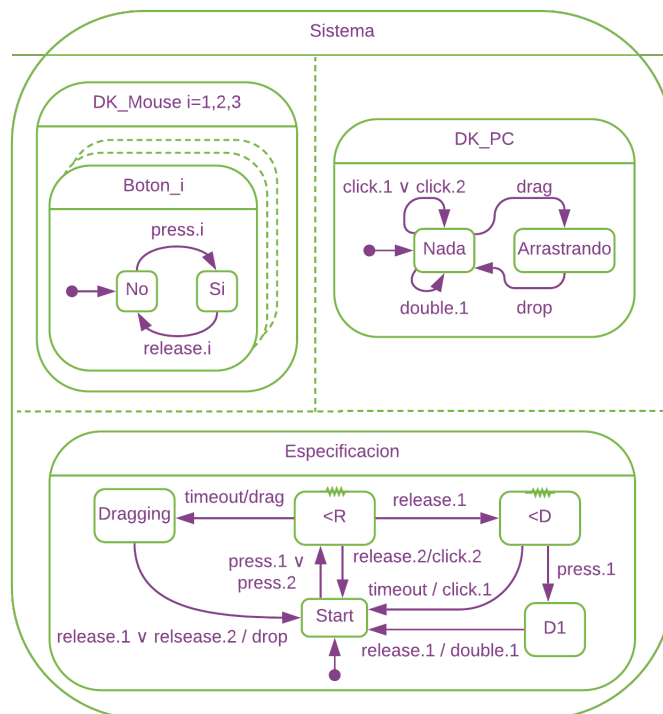 Sistema
DK_Mouse i=1,2,3
Boton_i
press.i
No
Si
release.i
DK_PC
click.1 ∨ click.2
drag
Nada
Arrastrando
double.1
drop
Especificacion
timeout/drag
release.1
Dragging
<R
<D
press.1 ∨
press.2
release.2/click.2
timeout / click.1
press.1
Start
D1
release.1 ∨ relsease.2 / drop
release.1 / double.1